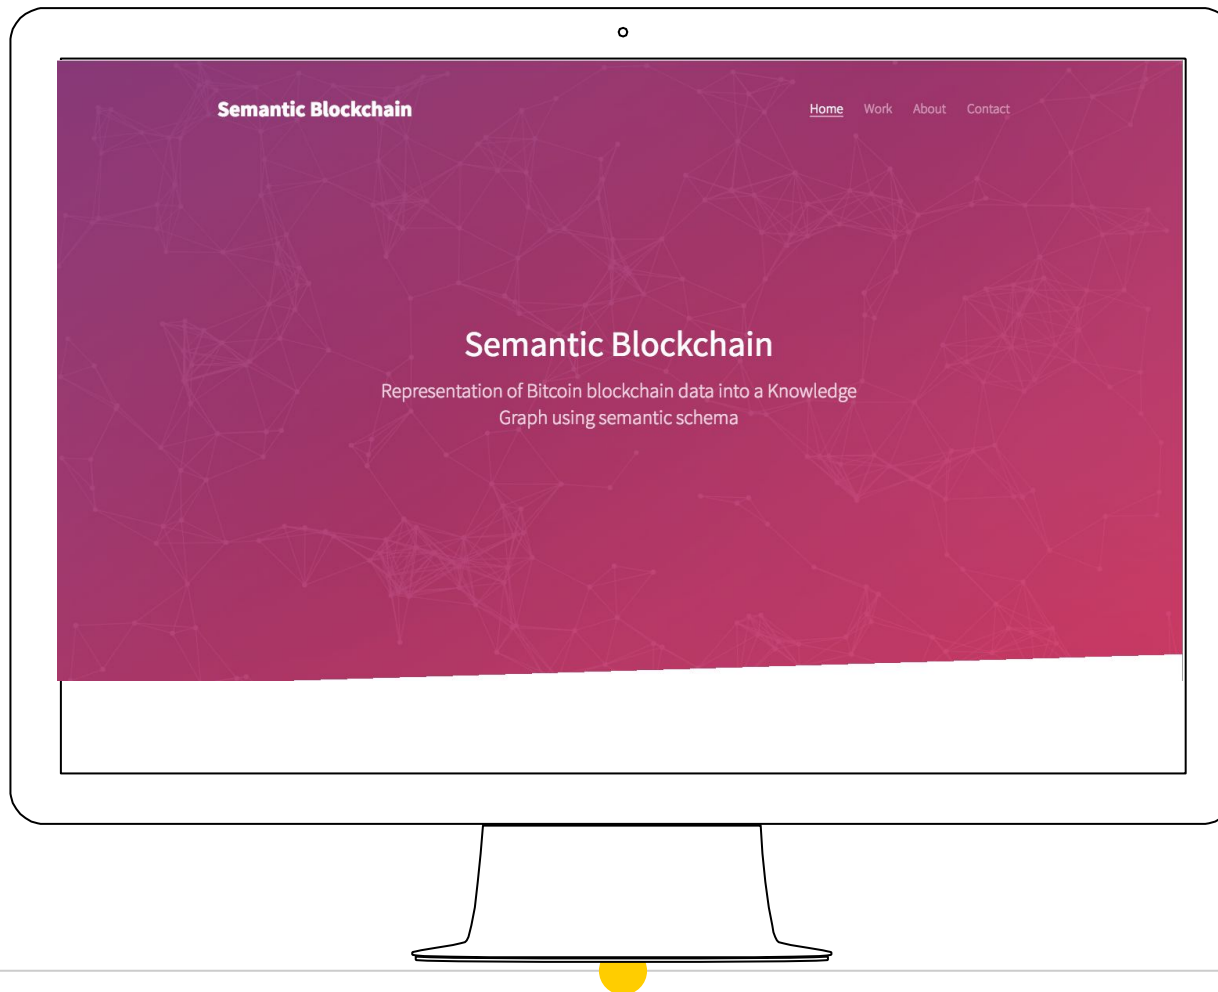 Semantic Blockchain
Home Work About Contact
Semantic Blockchain
Representation of Bitcoin blockchain data into a Knowledge
Graph using semantic schema